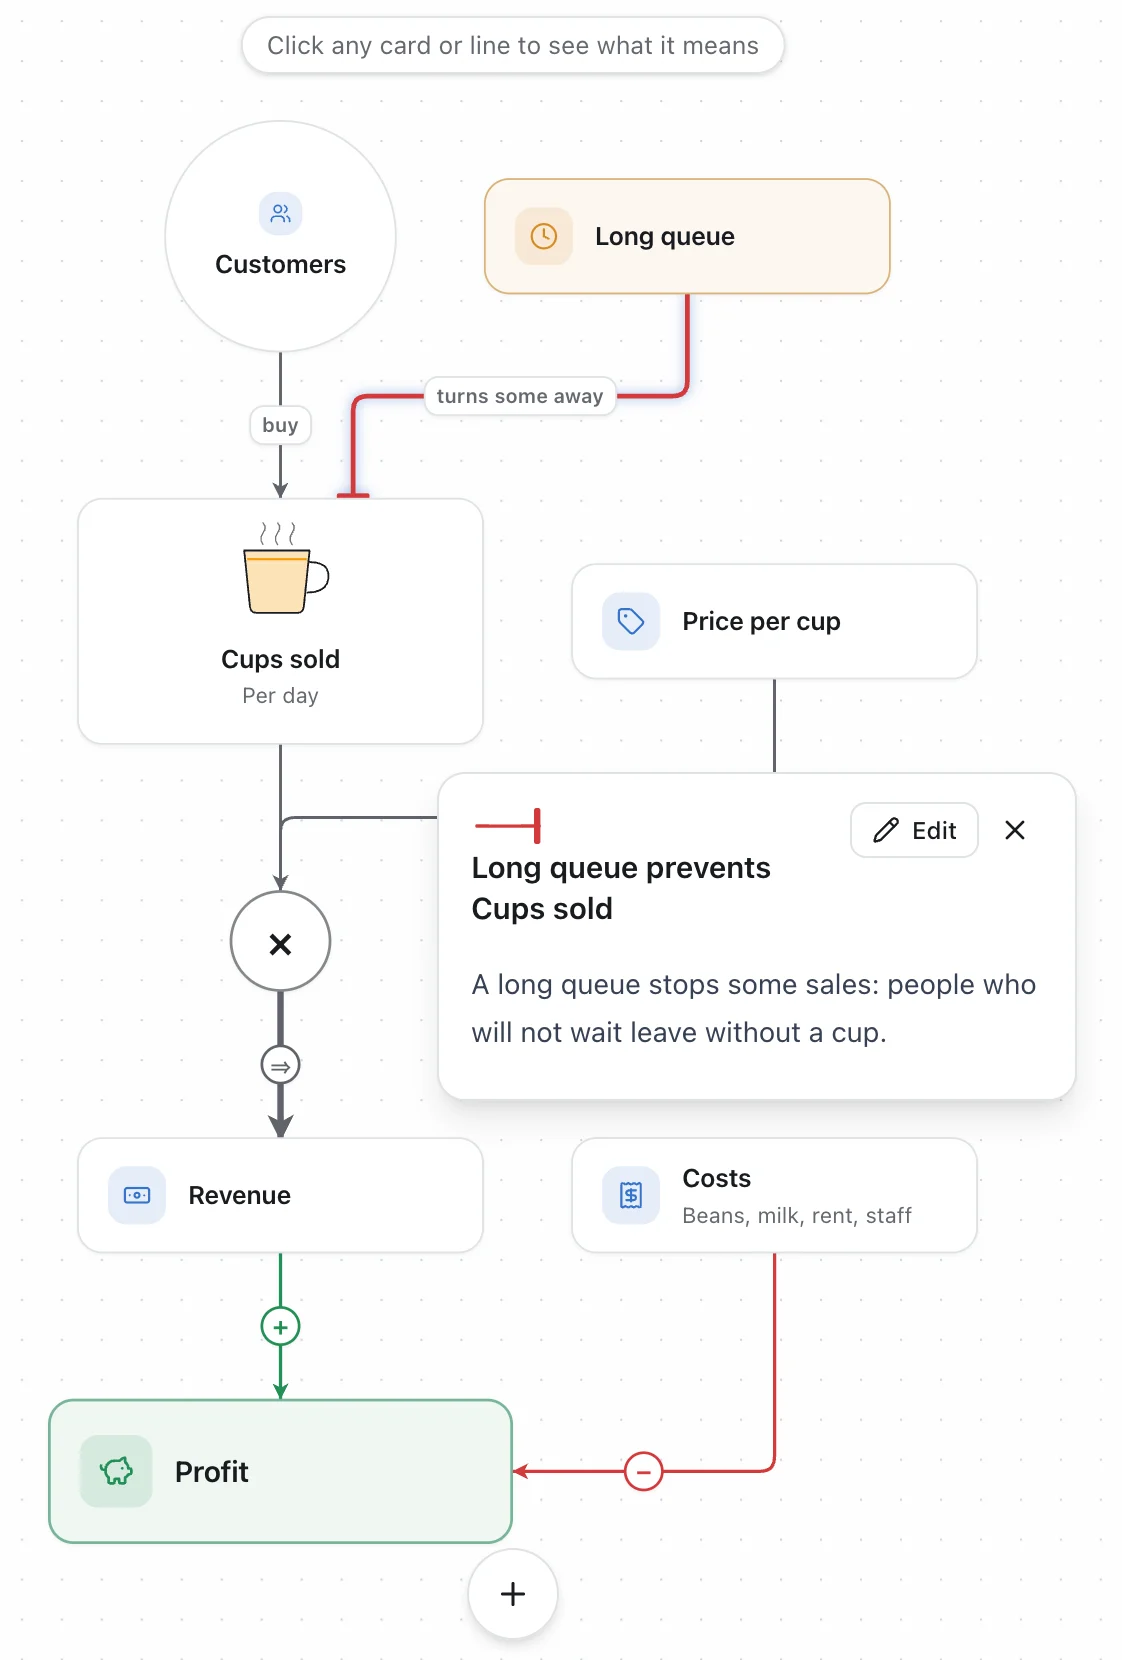 Click any card or line to see what it means
Customers
Long queue
turns some away
buy
Cups sold
Per day
Price per cup
Edit
Long queue prevents
Cups sold
A long queue stops some sales: people who
will not wait leave without a cup.
×
⇒
Revenue
Costs
Beans, milk, rent, staff
+
Profit
−
+